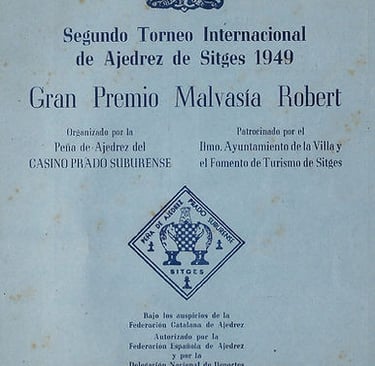 Segundo Torneo Internacional
de Ajedrez de Sitges 1949
Gran Premio Malvasía Robert
Organizado por la
Peña de Ajedrez del
CASINO PRADO SUBURENSE
Patrocinado por el
Ilmo. Ayuntamiento de la Villa y
el Fomento de Turismo de Sitges
PEÑA DE AJEDREZ PRADO SUBURENSE
SITGES
Bajo los auspicios de la
Federación Catalana de Ajedrez
Autorizado por la
Federación Española de Ajedrez
y por la
Delegación Nacional de Deportes